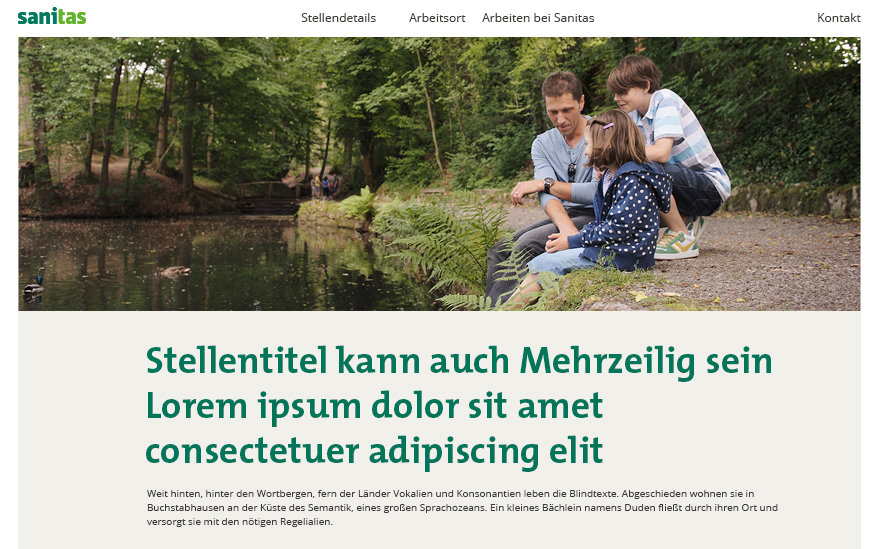 sanitas
Stellendetails Arbeitsort Arbeiten bei Sanitas Kontakt
Stellentitel kann auch Mehrzeilig sein
Lorem ipsum dolor sit amet
consectetuer adipiscing elit
Weit hinten, hinter den Wortbergen, fern der Länder Vokalien und Konsonantien leben die Blindtexte. Abgeschieden wohnen sie in
Buchstabhausen an der Küste des Semantik, eines großen Sprachozeans. Ein kleines Bächlein namens Duden fließt durch ihren Ort und
versorgt sie mit den nötigen Regelialien.